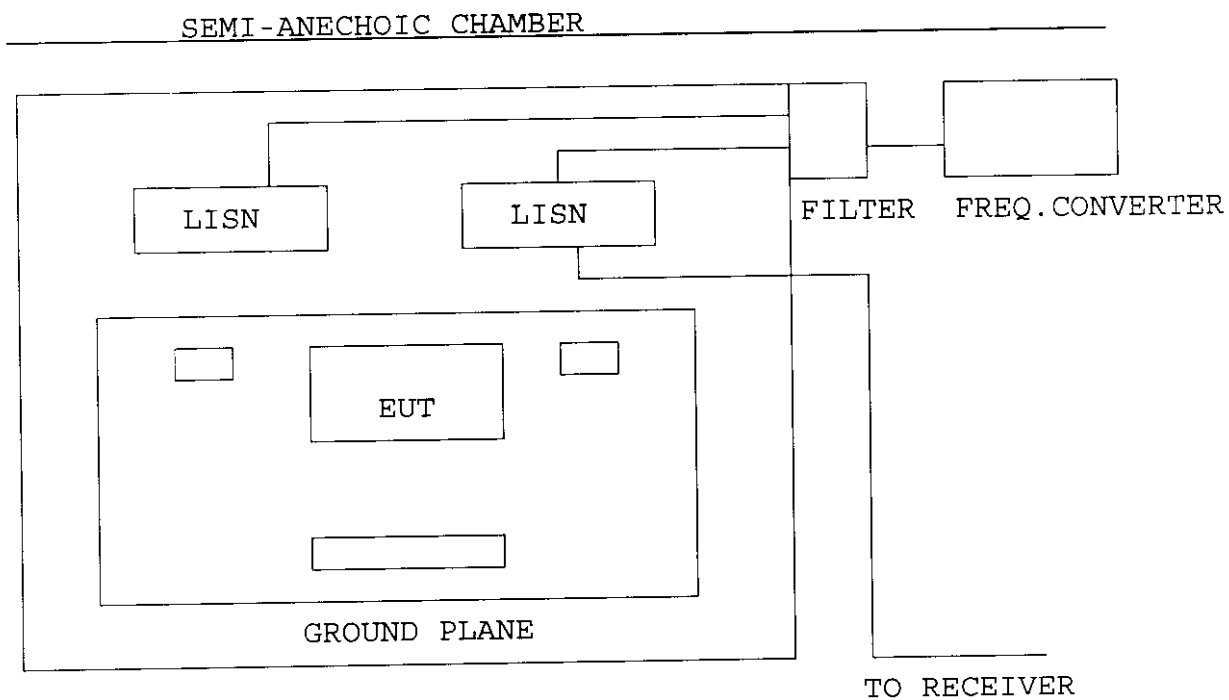 SEMI-ANECHOIC CHAMBER
LISN
LISN
FILTER
FREQ.CONVERTER
EUT
GROUND PLANE
TO RECEIVER